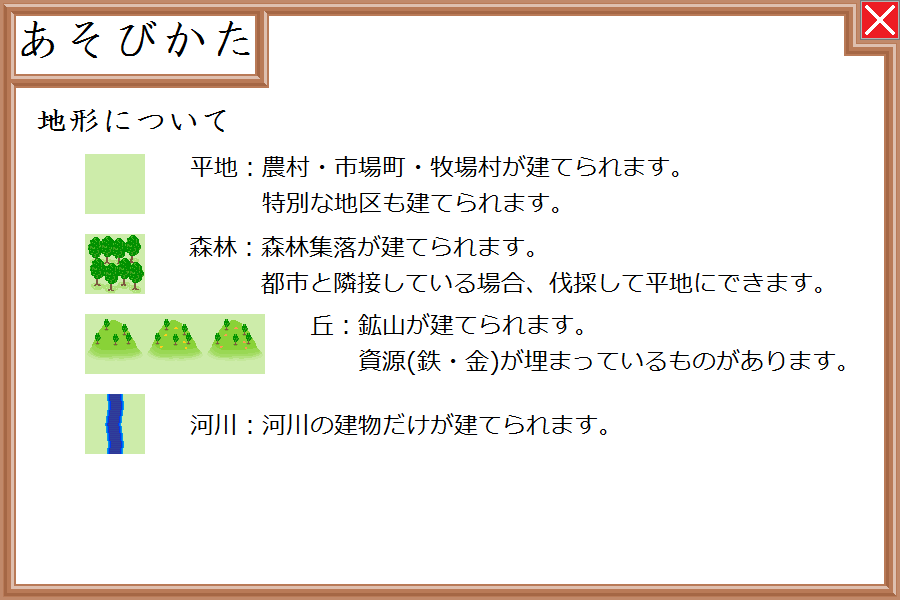 あそびかた
地形について
平地：農村・市場町・牧場村が建てられます。
特別な地区も建てられます。
森林：森林集落が建てられます。
都市と隣接している場合、伐採して平地にできます。
丘：鉱山が建てられます。
資源(鉄・金)が埋まっているものがあります。
河川：河川の建物だけが建てられます。